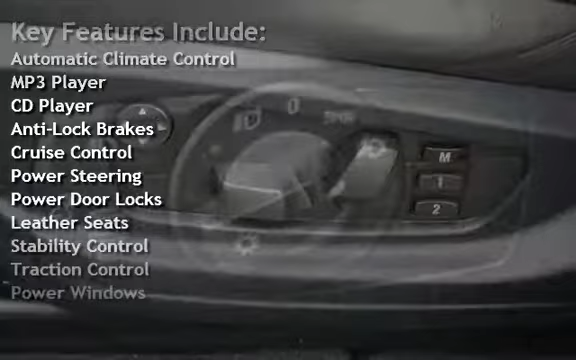 Key Features Include:
Automatic Climate Control
MP3 Player
CD Player
Anti-Lock Brakes
Cruise Control
Power Steering
Power Door Locks
Leather Seats
Stability Control
Traction Control
Power Windows
0
M
1
2